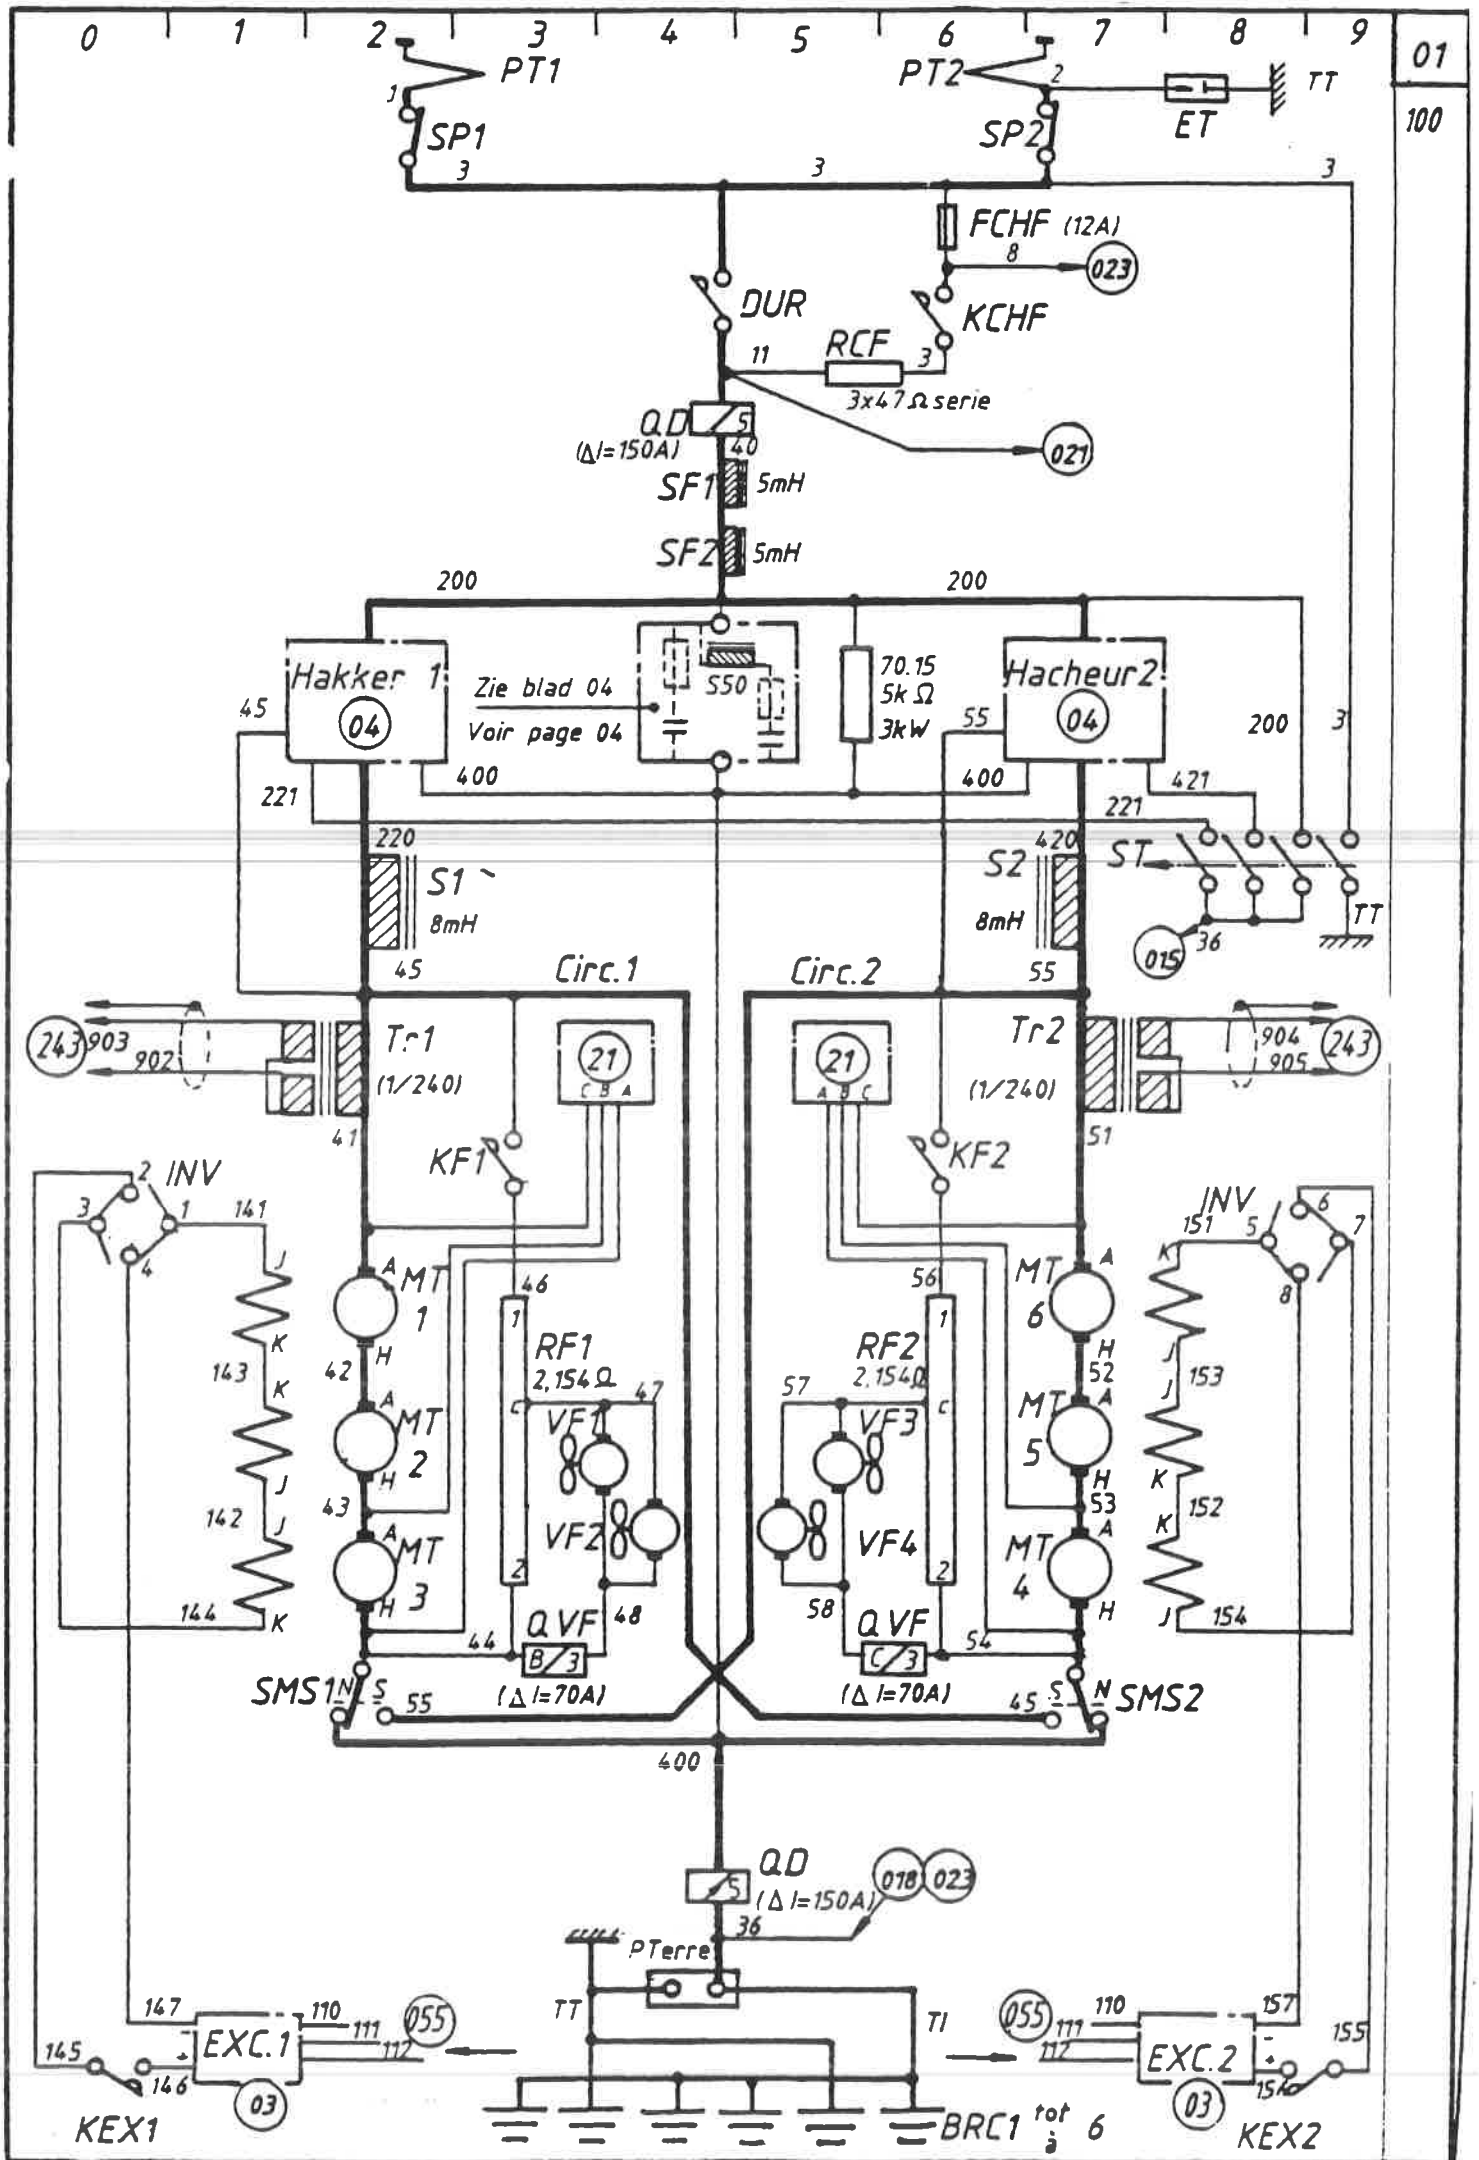 0 1 2 3 4 5 6 7 8 9
01
100
PT1
PT2
1
2
TT
SP1
SP2
ET
3
3
3
FCHF (12A)
8
023
DUR
KCHF
RCF
11
3
3x47 Ω serie
QD
5
(Δ I=150A)
40
021
SF1 5mH
SF2 5mH
200
200
Hakker 1
04
Zie blad 04
Voir page 04
S50
70.15
5k Ω
3kW
Hacheur 2
04
45
55
200
3
221
400
400
421
221
220
420
S1
8mH
S2
8mH
ST
TT
36
015
45
55
Circ.1
Circ.2
243
903
902
Tr1
(1/240)
21
C B A
21
A B C
Tr2
(1/240)
904
905
243
41
51
KF1
KF2
INV
2
3
1
4
141
INV
151
5
6
7
8
J
K
143
K
J
142
J
K
144
A
MT
1
H
42
A
MT
2
H
43
A
MT
3
H
44
46
1
RF1
2,154 Ω
C
2
47
VF1
VF2
48
QVF
B/3
(Δ I=70A)
56
1
RF2
2,154 Ω
C
2
57
VF3
VF4
58
QVF
C/3
(Δ I=70A)
54
MT
6
A
H
52
MT
5
A
H
53
MT
4
A
H
K
J
153
J
K
152
K
J
154
SMS1
N
S
55
45
S
N
SMS2
400
QD
5
(Δ I=150A)
018
023
36
PTerre
TT
TI
147
110
111
112
055
145
146
-
+
EXC.1
03
KEX1
055
110
111
112
157
-
+
155
EXC.2
03
KEX2
BRC1 tot
à 6